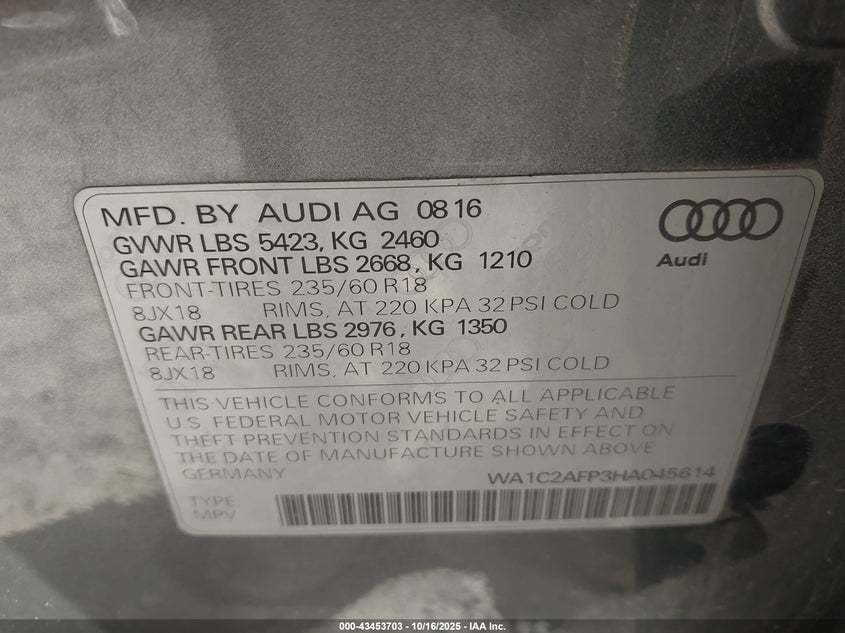 MFD. BY AUDI AG 08 16
GVWR LBS 5423, KG 2460
GAWR FRONT LBS 2668, KG 1210
FRONT-TIRES 235/60 R18
8JX18 RIMS, AT 220 KPA 32 PSI COLD
GAWR REAR LBS 2976, KG 1350
REAR-TIRES 235/60 R18
8JX18 RIMS, AT 220 KPA 32 PSI COLD
Audi
THIS VEHICLE CONFORMS TO ALL APPLICABLE
U.S. FEDERAL MOTOR VEHICLE SAFETY AND
THEFT PREVENTION STANDARDS IN EFFECT ON
THE DATE OF MANUFACTURE SHOWN ABOVE
GERMANY WA1C2AFP3HA045614
TYPE
MPV
000-43453703 - 10/16/2025 - IAA Inc.